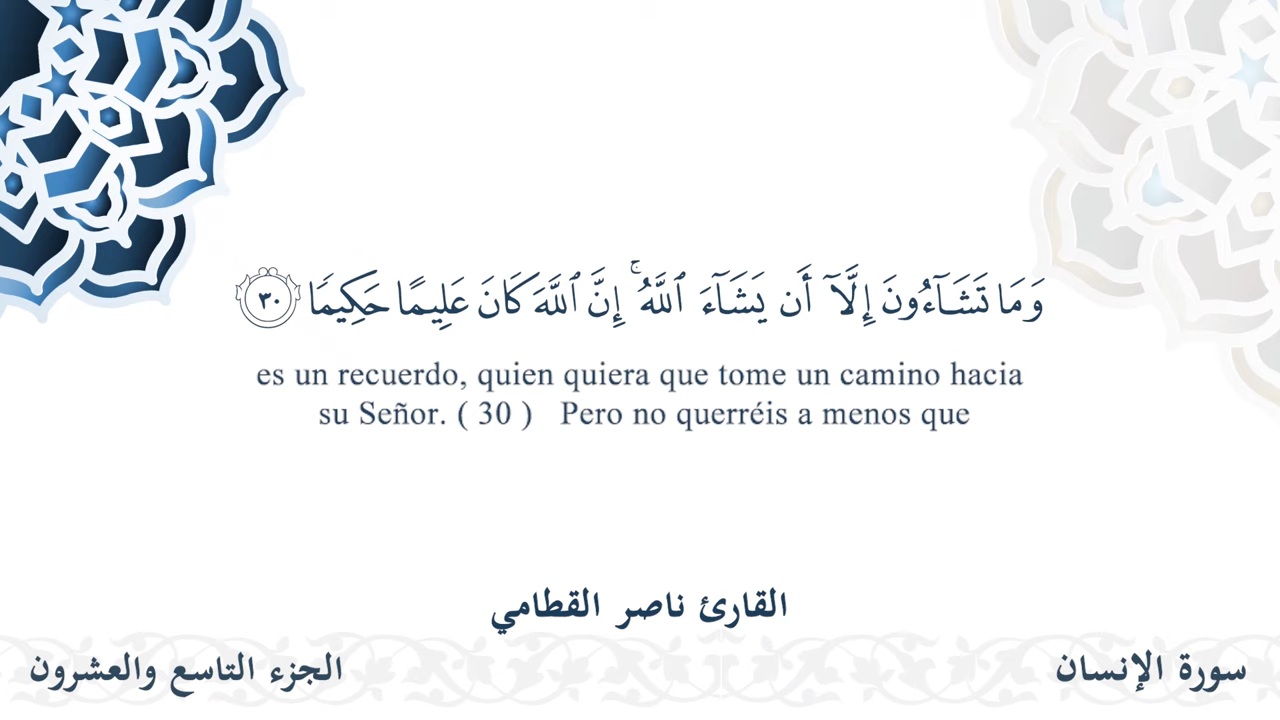 وَمَا تَشَآءُونَ إِلَّآ أَن يَشَآءَ ٱللَّهُ ۚ إِنَّ ٱللَّهَ كَانَ عَلِيمًا حَكِيمًا ٣٠
es un recuerdo, quien quiera que tome un camino hacia
su Señor. ( 30 ) Pero no querréis a menos que
القارئ ناصر القطامي
سورة الإنسان
الجزء التاسع والعشرون